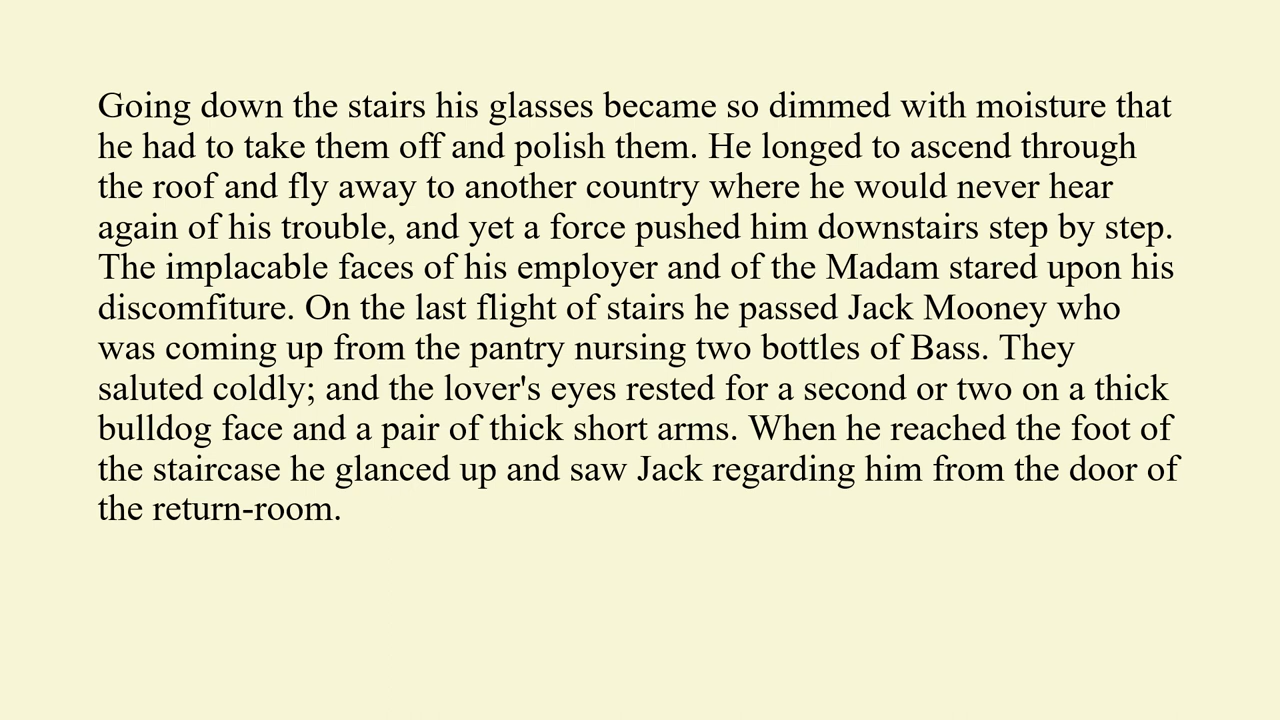 Going down the stairs his glasses became so dimmed with moisture that
he had to take them off and polish them. He longed to ascend through
the roof and fly away to another country where he would never hear
again of his trouble, and yet a force pushed him downstairs step by step.
The implacable faces of his employer and of the Madam stared upon his
discomfiture. On the last flight of stairs he passed Jack Mooney who
was coming up from the pantry nursing two bottles of Bass. They
saluted coldly; and the lover's eyes rested for a second or two on a thick
bulldog face and a pair of thick short arms. When he reached the foot of
the staircase he glanced up and saw Jack regarding him from the door of
the return-room.